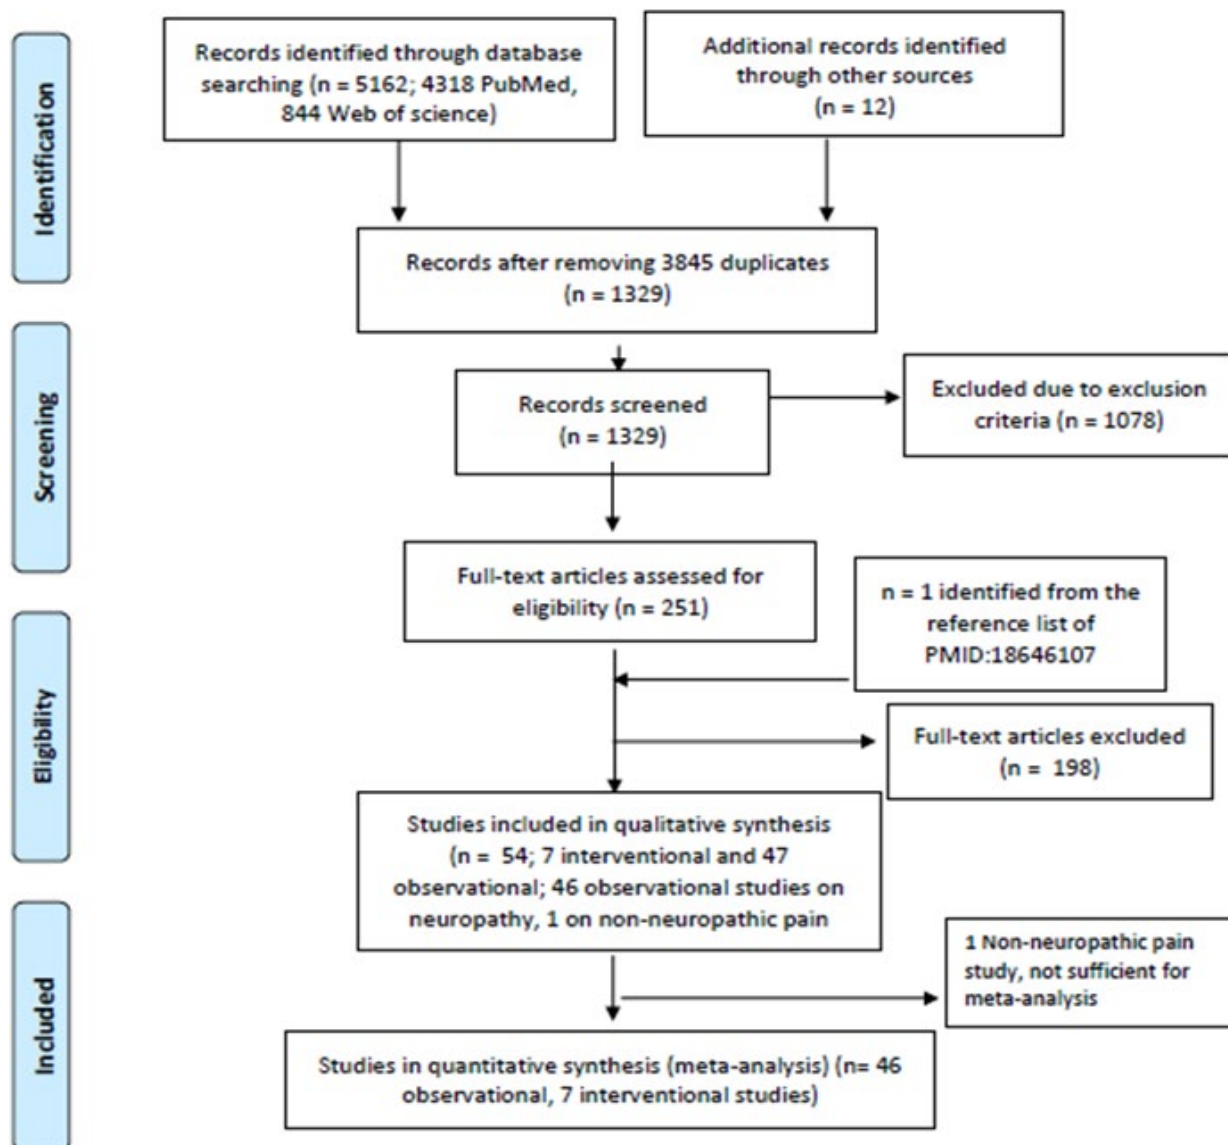 Identification
Records identified through database
searching (n = 5162; 4318 PubMed,
844 Web of science)
Additional records identified
through other sources
(n = 12)
Records after removing 3845 duplicates
(n = 1329)
Screening
Records screened
(n = 1329)
Excluded due to exclusion
criteria (n = 1078)
Full-text articles assessed for
eligibility (n = 251)
Eligibility
n = 1 identified from the
reference list of
PMID:18646107
Full-text articles excluded
(n = 198)
Studies included in qualitative synthesis
(n = 54; 7 interventional and 47
observational; 46 observational studies on
neuropathy, 1 on non-neuropathic pain
Included
1 Non-neuropathic pain
study, not sufficient for
meta-analysis
Studies in quantitative synthesis (meta-analysis) (n= 46
observational, 7 interventional studies)